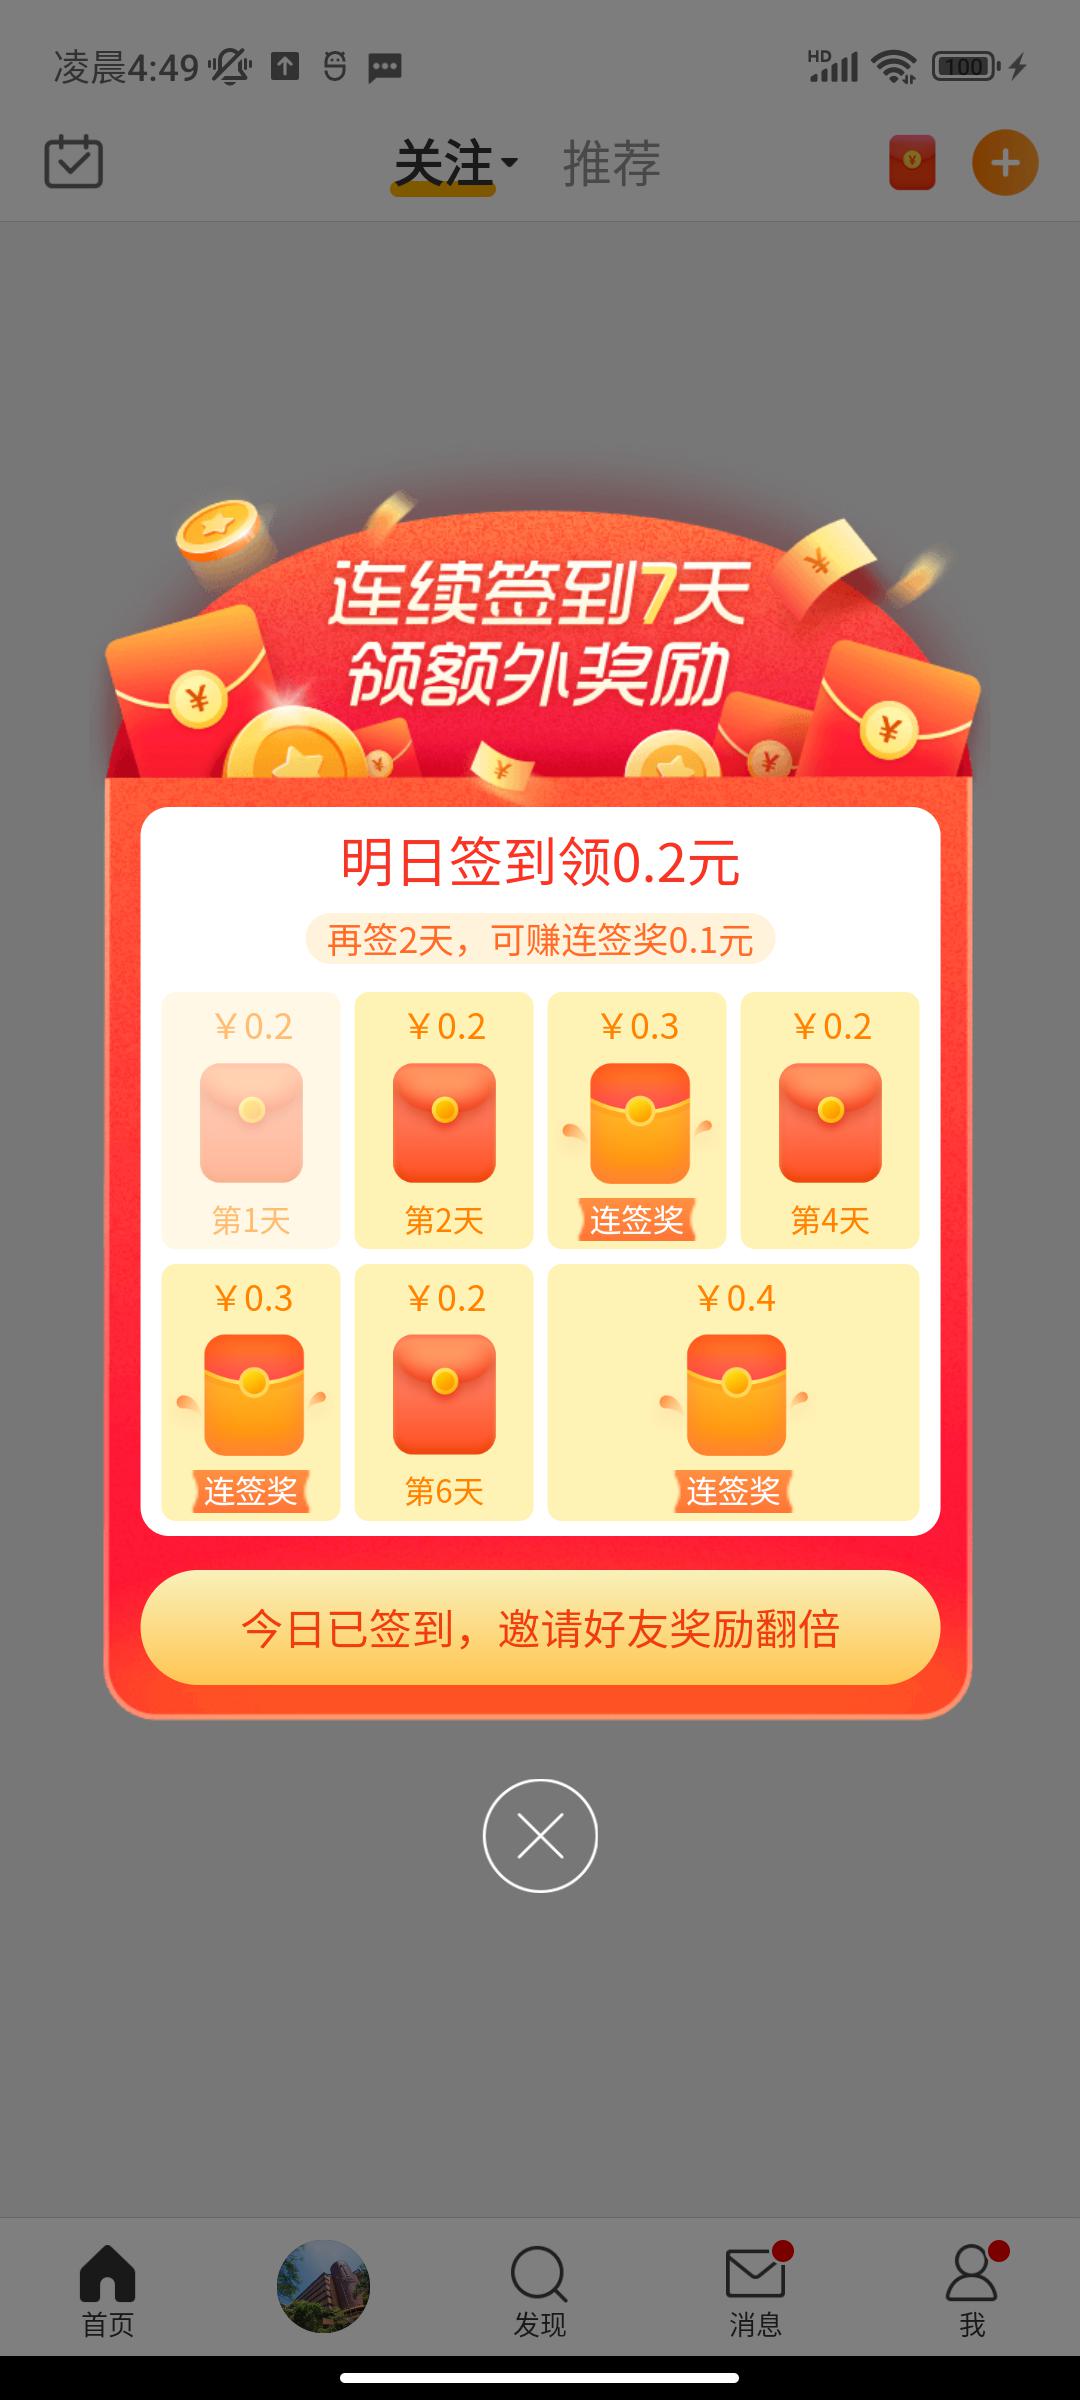 凌晨4:49
HD
100
关注
推荐
连续签到7天
领额外奖励
明日签到领0.2元
再签2天，可赚连签奖0.1元
￥0.2
￥0.2
￥0.3
￥0.2
第1天
第2天
连签奖
第4天
￥0.3
￥0.2
￥0.4
连签奖
第6天
连签奖
今日已签到，邀请好友奖励翻倍
首页
发现
消息
我